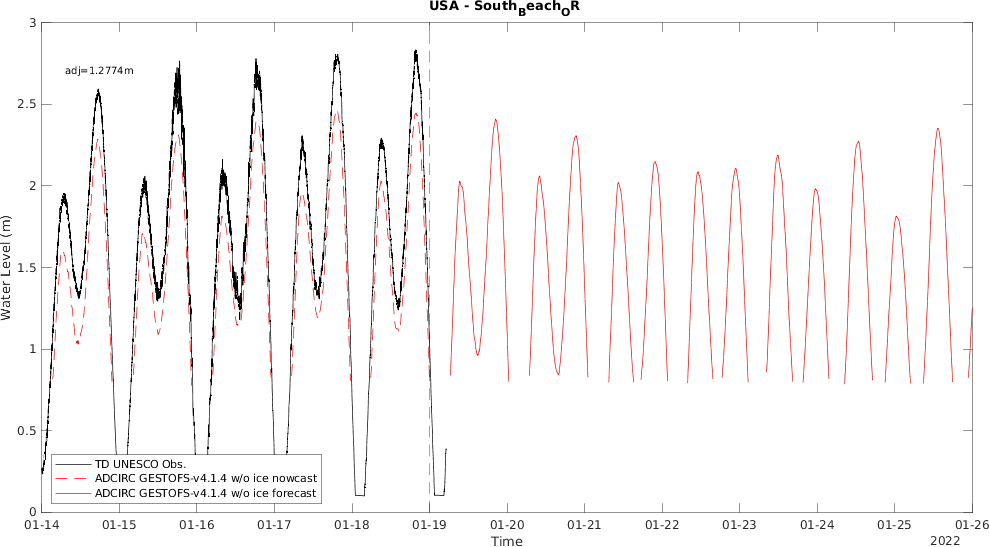 USA - South_Beach_OR
adj=1.2774m
Water Level (m)
3
2.5
2
1.5
1
0.5
0
TD UNESCO Obs.
ADCIRC GESTOFS-v4.1.4 w/o ice nowcast
ADCIRC GESTOFS-v4.1.4 w/o ice forecast
01-14 01-15 01-16 01-17 01-18 01-19 01-20 01-21 01-22 01-23 01-24 01-25 01-26
Time
2022